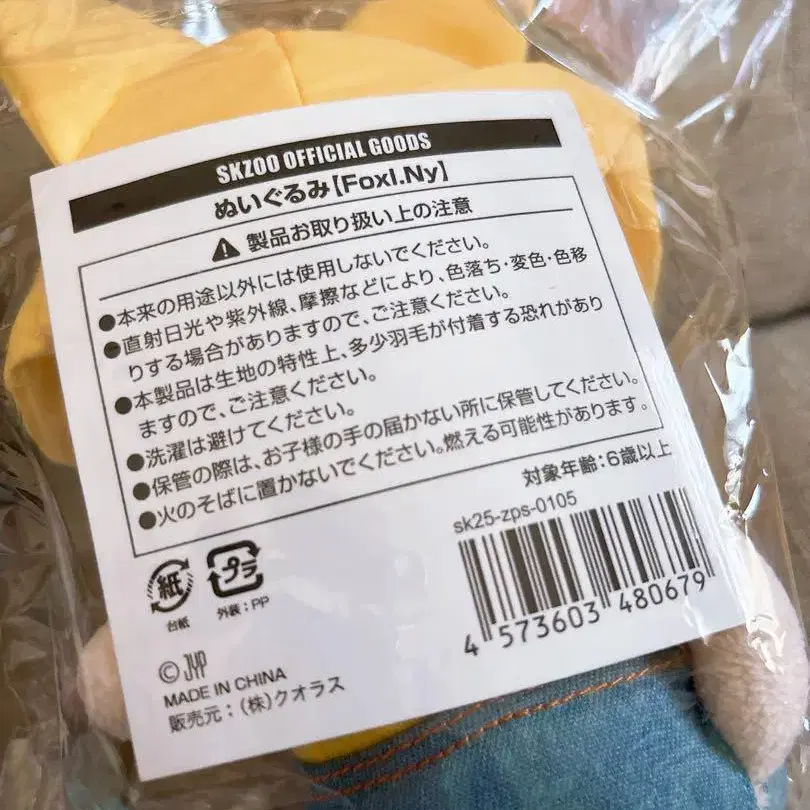 SKZOO OFFICIAL GOODS
ぬいぐるみ【FoxI.Ny】
製品お取り扱い上の注意
●本来の用途以外には使用しないでください。
●直射日光や紫外線、摩擦などにより、色落ち・変色・色移
りする場合がありますので、ご注意ください。
●本製品は生地の特性上、多少羽毛が付着する恐れがあり
ますので、ご注意ください。
●洗濯は避けてください。
●保管の際は、お子様の手の届かない所に保管してください。
●火のそばに置かないでください。燃える可能性があります。
対象年齢:6歳以上
sk25-zps-0105
4 573603 480679
紙
台紙
プラ
外装:PP
©JYP
MADE IN CHINA
販売元:(株)クオラス